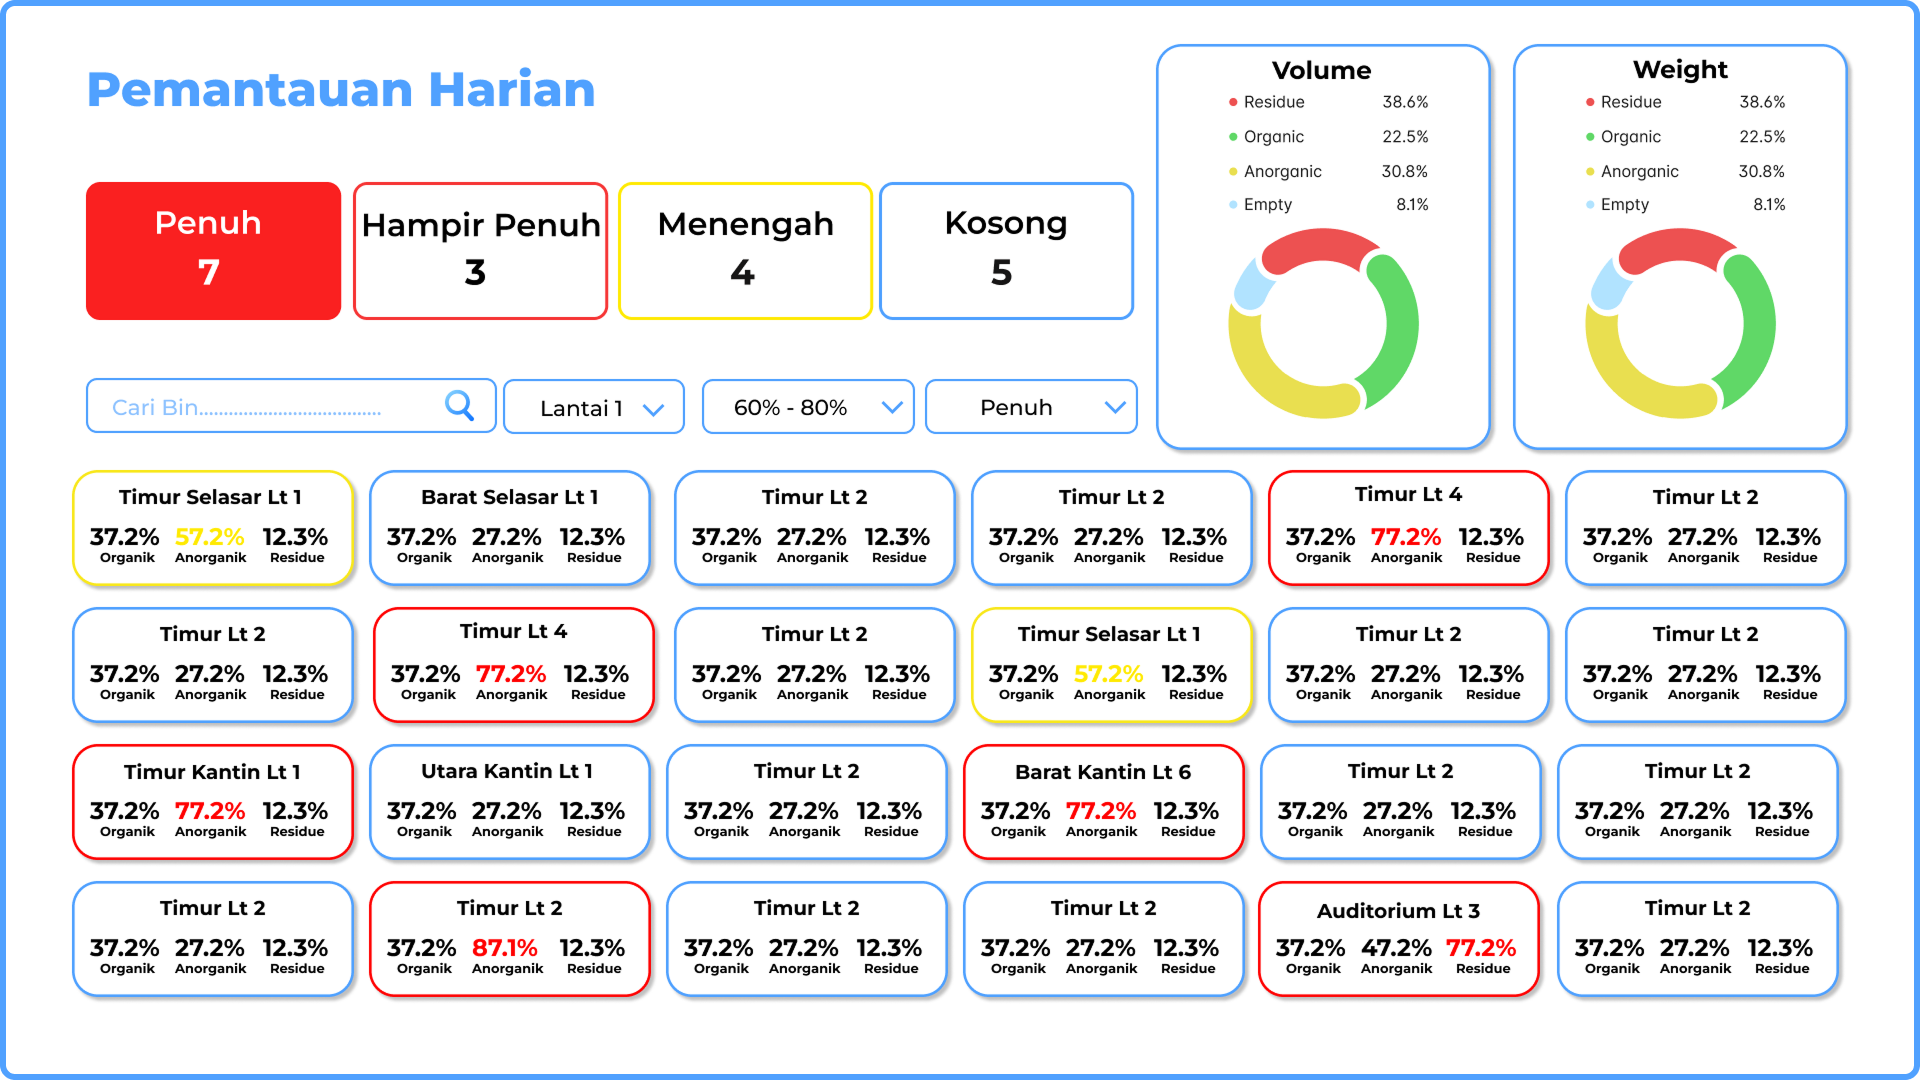 Pemantauan Harian
Penuh
7
Hampir Penuh
3
Menengah
4
Kosong
5
Volume
Residue 38.6%
Organic 22.5%
Anorganic 30.8%
Empty 8.1%
Weight
Residue 38.6%
Organic 22.5%
Anorganic 30.8%
Empty 8.1%
Cari Bin.....................................
Lantai 1
60% - 80%
Penuh
Timur Selasar Lt 1
37.2% 57.2% 12.3%
Organik Anorganik Residue
Barat Selasar Lt 1
37.2% 27.2% 12.3%
Organik Anorganik Residue
Timur Lt 2
37.2% 27.2% 12.3%
Organik Anorganik Residue
Timur Lt 2
37.2% 27.2% 12.3%
Organik Anorganik Residue
Timur Lt 4
37.2% 77.2% 12.3%
Organik Anorganik Residue
Timur Lt 2
37.2% 27.2% 12.3%
Organik Anorganik Residue
Timur Lt 2
37.2% 27.2% 12.3%
Organik Anorganik Residue
Timur Lt 4
37.2% 77.2% 12.3%
Organik Anorganik Residue
Timur Lt 2
37.2% 27.2% 12.3%
Organik Anorganik Residue
Timur Selasar Lt 1
37.2% 57.2% 12.3%
Organik Anorganik Residue
Timur Lt 2
37.2% 27.2% 12.3%
Organik Anorganik Residue
Timur Lt 2
37.2% 27.2% 12.3%
Organik Anorganik Residue
Timur Kantin Lt 1
37.2% 77.2% 12.3%
Organik Anorganik Residue
Utara Kantin Lt 1
37.2% 27.2% 12.3%
Organik Anorganik Residue
Timur Lt 2
37.2% 27.2% 12.3%
Organik Anorganik Residue
Barat Kantin Lt 6
37.2% 77.2% 12.3%
Organik Anorganik Residue
Timur Lt 2
37.2% 27.2% 12.3%
Organik Anorganik Residue
Timur Lt 2
37.2% 27.2% 12.3%
Organik Anorganik Residue
Timur Lt 2
37.2% 27.2% 12.3%
Organik Anorganik Residue
Timur Lt 2
37.2% 87.1% 12.3%
Organik Anorganik Residue
Timur Lt 2
37.2% 27.2% 12.3%
Organik Anorganik Residue
Timur Lt 2
37.2% 27.2% 12.3%
Organik Anorganik Residue
Auditorium Lt 3
37.2% 47.2% 77.2%
Organik Anorganik Residue
Timur Lt 2
37.2% 27.2% 12.3%
Organik Anorganik Residue